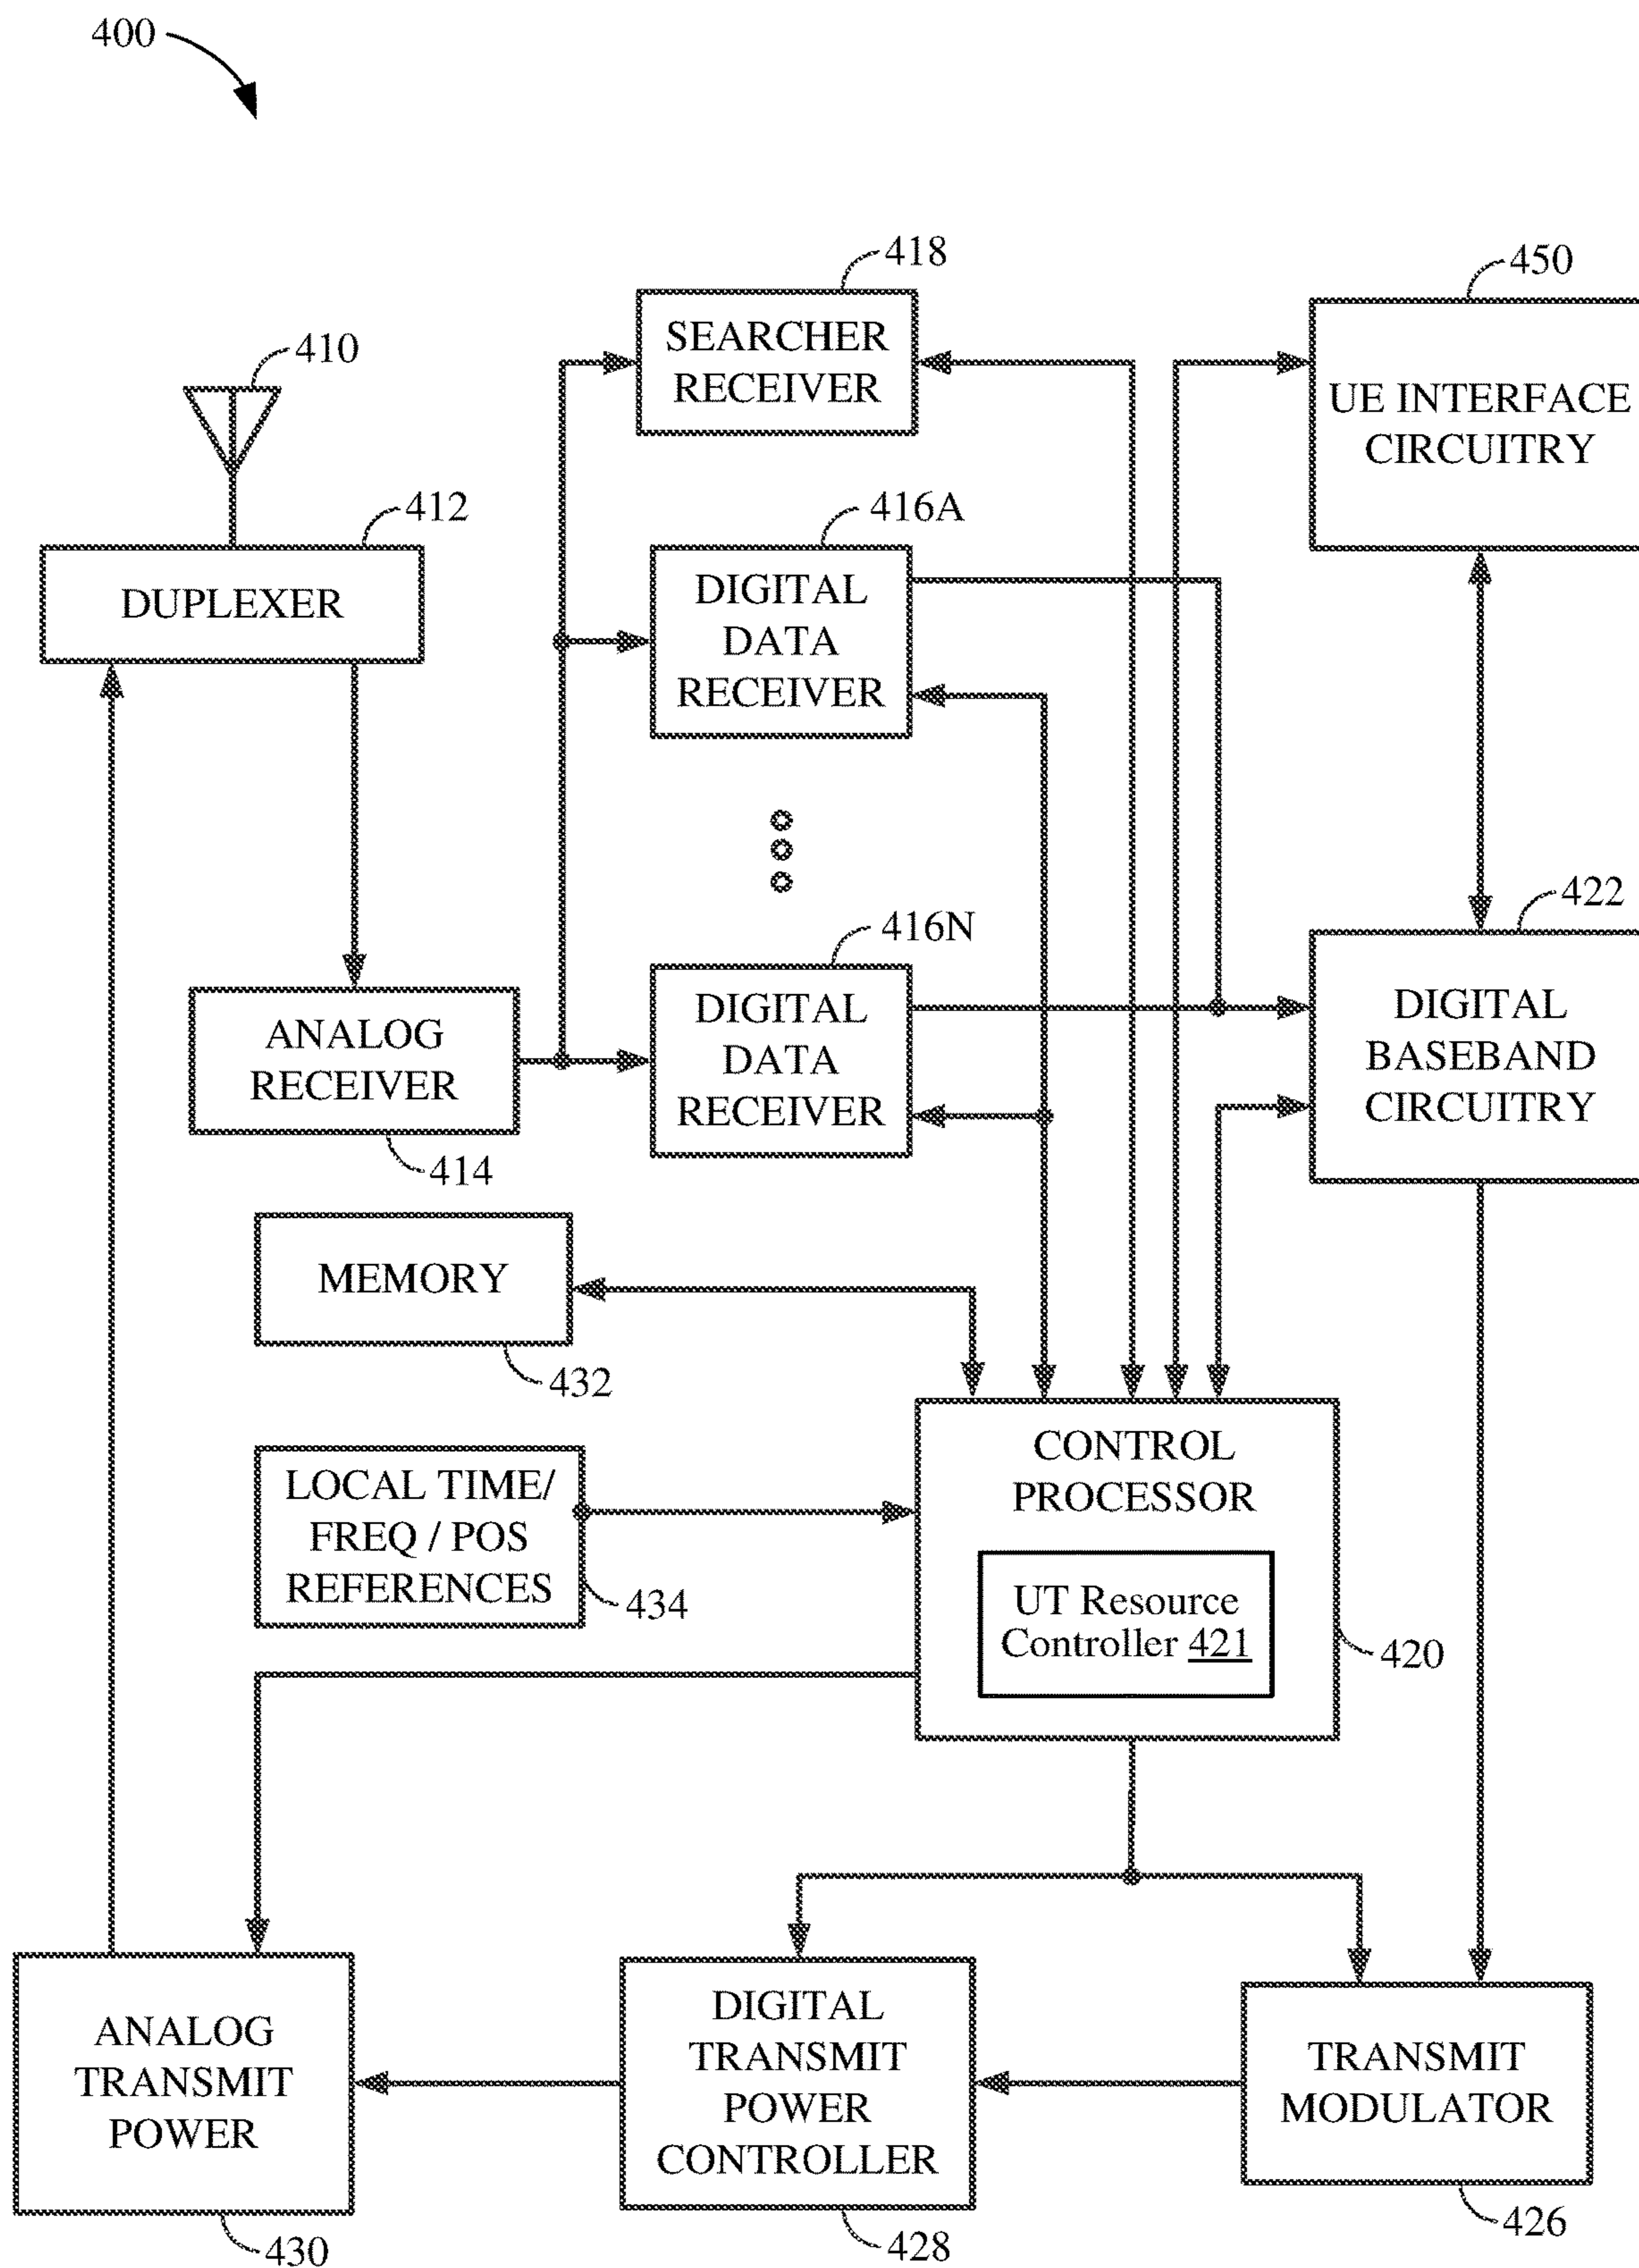 400
418
SEARCHER
RECEIVER
450
UE INTERFACE
CIRCUITRY
410
412
DUPLEXER
416A
DIGITAL
DATA
RECEIVER
416N
DIGITAL
DATA
RECEIVER
422
DIGITAL
BASEBAND
CIRCUITRY
ANALOG
RECEIVER
414
MEMORY
432
LOCAL TIME/
FREQ / POS
REFERENCES
434
CONTROL
PROCESSOR
UT Resource
Controller 421
420
ANALOG
TRANSMIT
POWER
430
DIGITAL
TRANSMIT
POWER
CONTROLLER
428
TRANSMIT
MODULATOR
426